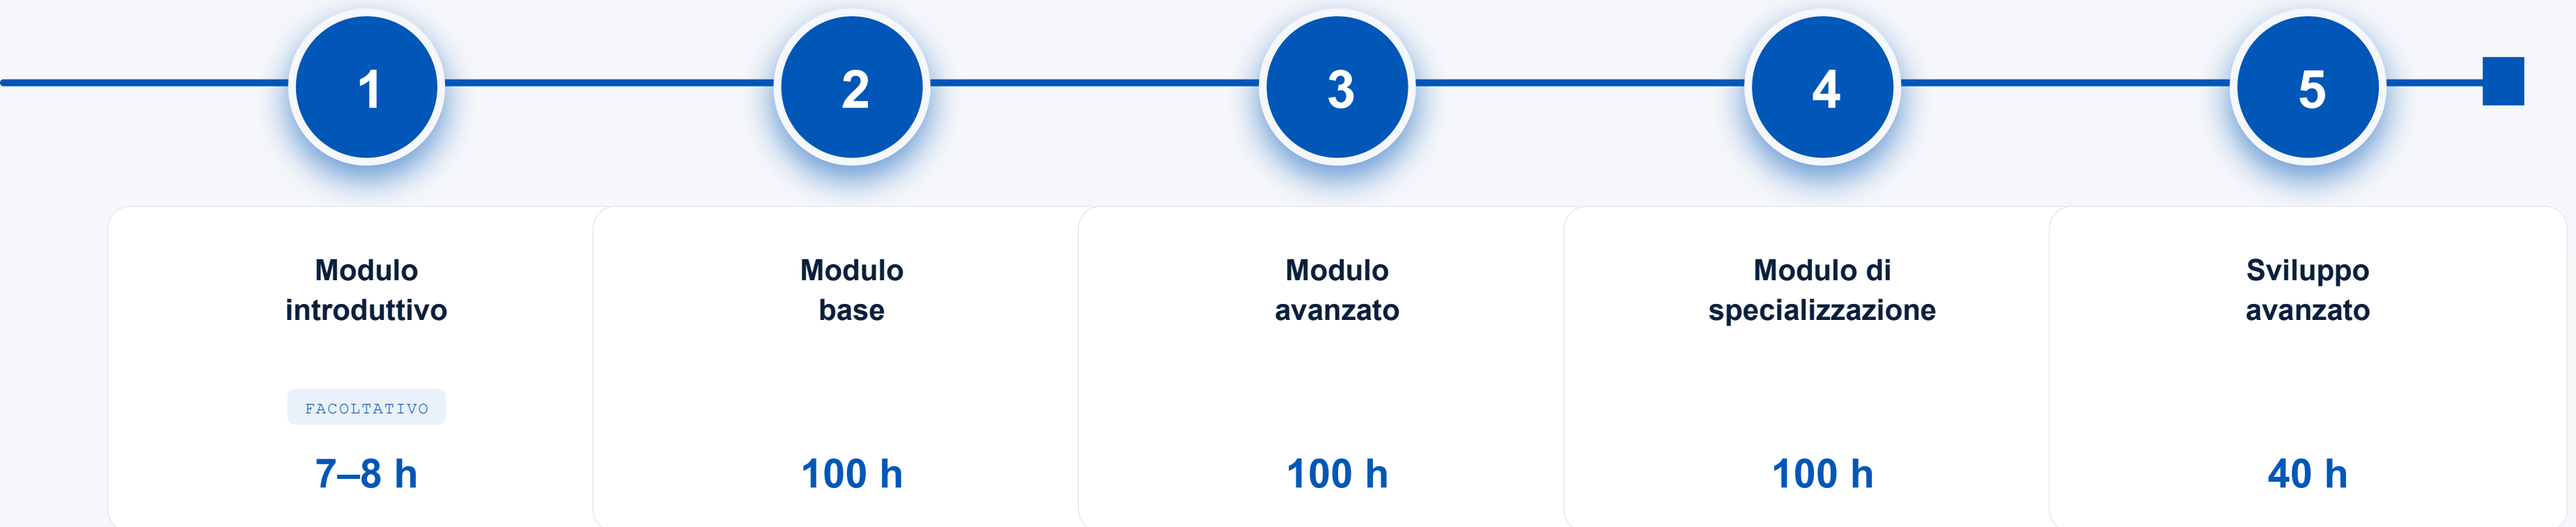 1
2
3
4
5
Modulo
introduttivo
FACOLTATIVO
7–8 h
Modulo
base
100 h
Modulo
avanzato
100 h
Modulo di
specializzazione
100 h
Sviluppo
avanzato
40 h